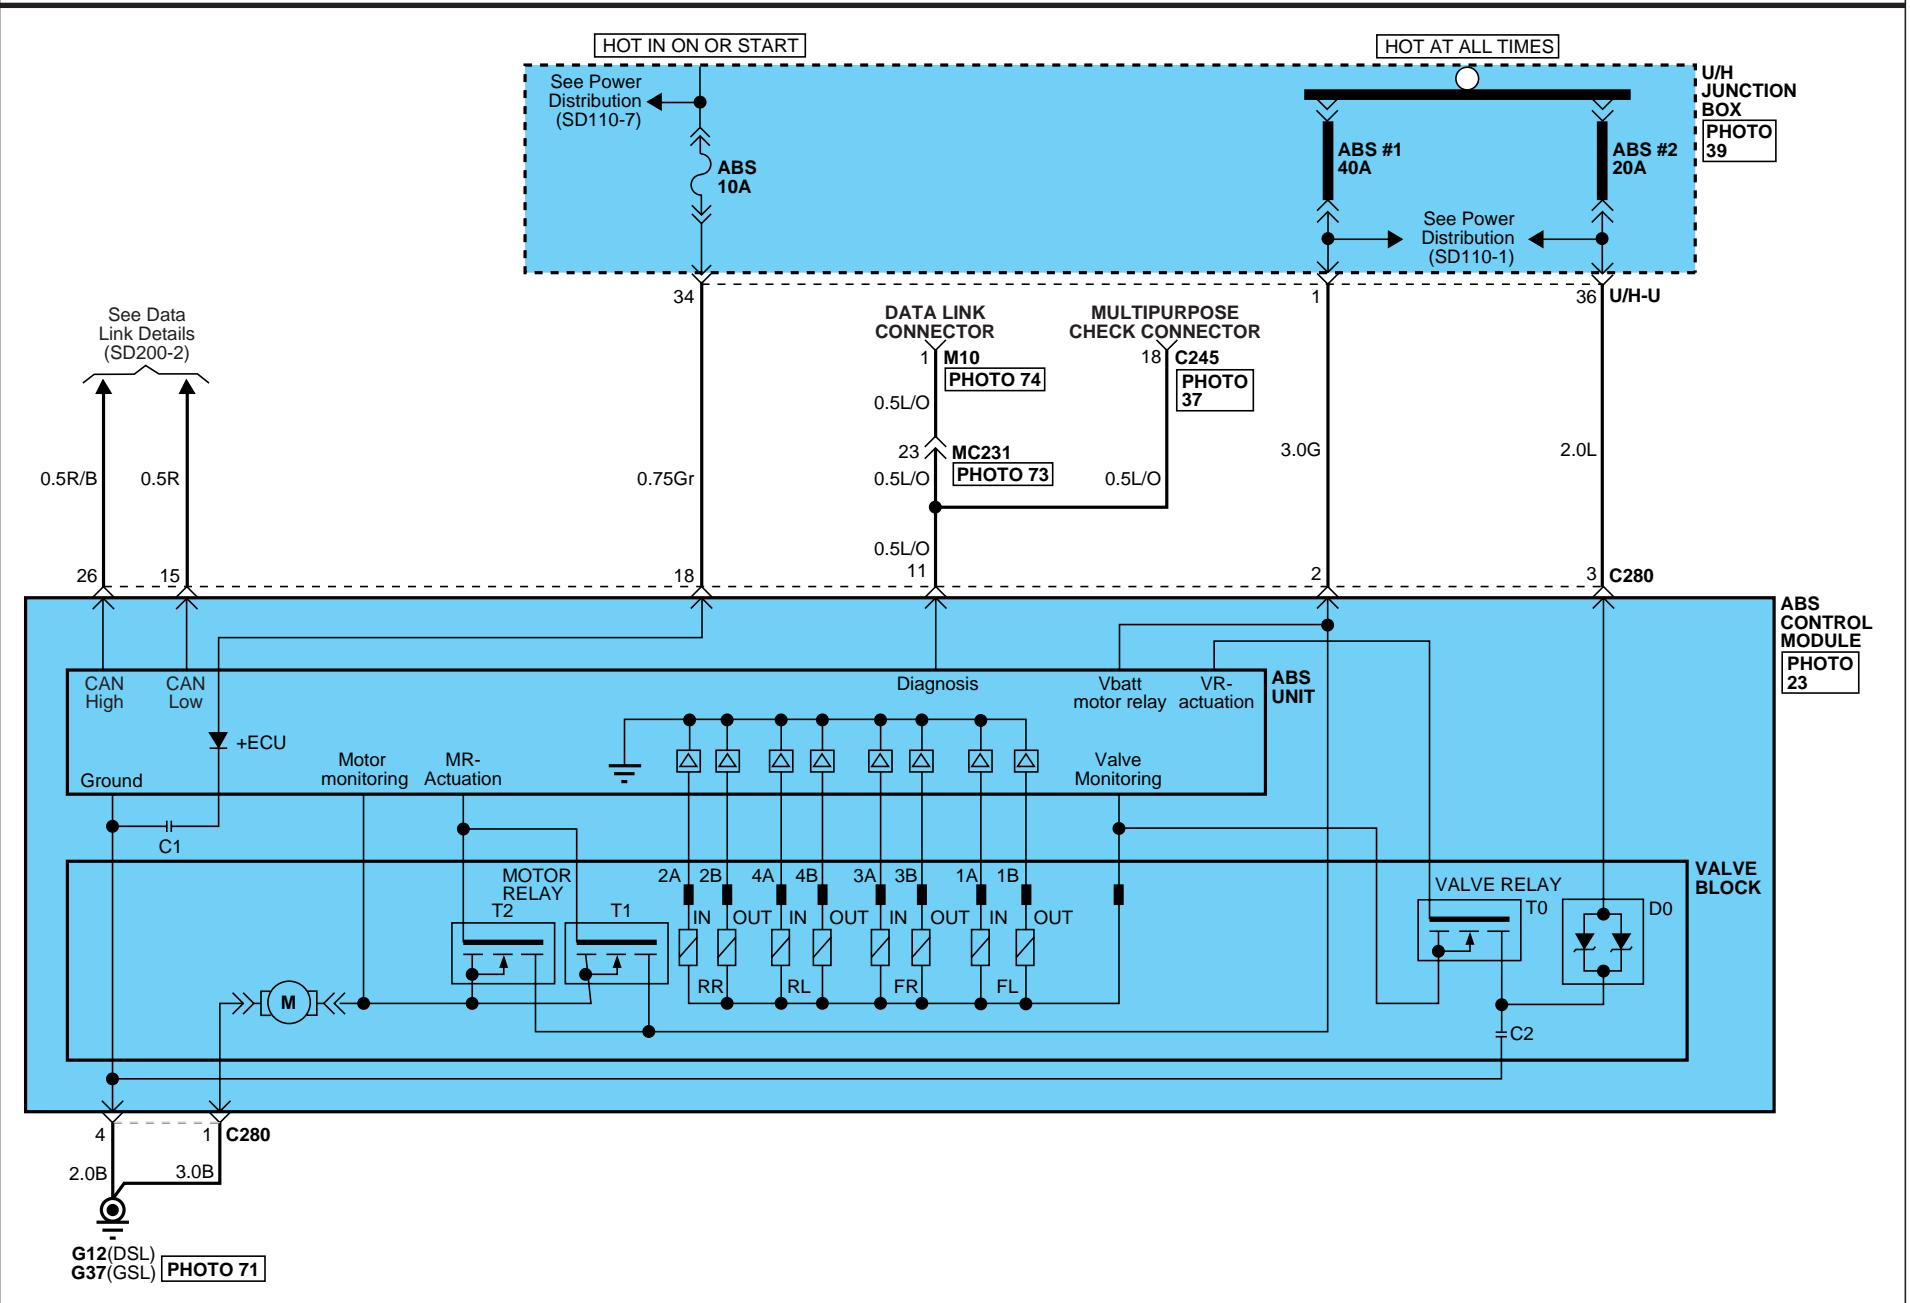 HOT IN ON OR START
HOT AT ALL TIMES
See Power
Distribution
(SD110-7)
U/H
JUNCTION
BOX
PHOTO
39
ABS
10A
ABS #1
40A
ABS #2
20A
See Power
Distribution
(SD110-1)
34
1
36
U/H-U
See Data
Link Details
(SD200-2)
DATA LINK
CONNECTOR
MULTIPURPOSE
CHECK CONNECTOR
1
M10
PHOTO 74
18
C245
PHOTO
37
0.5L/O
23
MC231
PHOTO 73
0.5R/B
0.5R
0.75Gr
0.5L/O
0.5L/O
3.0G
2.0L
0.5L/O
26
15
18
11
2
3
C280
ABS
CONTROL
MODULE
PHOTO
23
CAN
High
CAN
Low
Diagnosis
Vbatt
motor relay
VR-
actuation
ABS
UNIT
+ECU
Ground
Motor
monitoring
MR-
Actuation
Valve
Monitoring
C1
MOTOR
RELAY
T2
T1
2A
2B
4A
4B
3A
3B
1A
1B
IN
OUT
IN
OUT
IN
OUT
IN
OUT
RR
RL
FR
FL
VALVE RELAY
T0
D0
VALVE
BLOCK
M
C2
4
1
C280
2.0B
3.0B
G12(DSL)
G37(GSL)
PHOTO 71